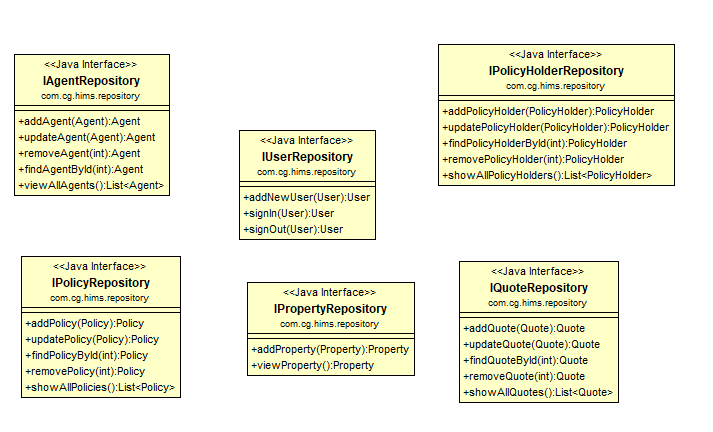 <<Java Interface>>
IAgentRepository
com.cg.hims.repository
+addAgent(Agent):Agent
+updateAgent(Agent):Agent
+removeAgent(int):Agent
+findAgentById(int):Agent
+viewAllAgents():List<Agent>
<<Java Interface>>
IUserRepository
com.cg.hims.repository
+addNewUser(User):User
+signIn(User):User
+signOut(User):User
<<Java Interface>>
IPolicyHolderRepository
com.cg.hims.repository
+addPolicyHolder(PolicyHolder):PolicyHolder
+updatePolicyHolder(PolicyHolder):PolicyHolder
+findPolicyHolderById(int):PolicyHolder
+removePolicyHolder(int):PolicyHolder
+showAllPolicyHolders():List<PolicyHolder>
<<Java Interface>>
IPolicyRepository
com.cg.hims.repository
+addPolicy(Policy):Policy
+updatePolicy(Policy):Policy
+findPolicyById(int):Policy
+removePolicy(int):Policy
+showAllPolicies():List<Policy>
<<Java Interface>>
IPropertyRepository
com.cg.hims.repository
+addProperty(Property):Property
+viewProperty():Property
<<Java Interface>>
IQuoteRepository
com.cg.hims.repository
+addQuote(Quote):Quote
+updateQuote(Quote):Quote
+findQuoteById(int):Quote
+removeQuote(int):Quote
+showAllQuotes():List<Quote>